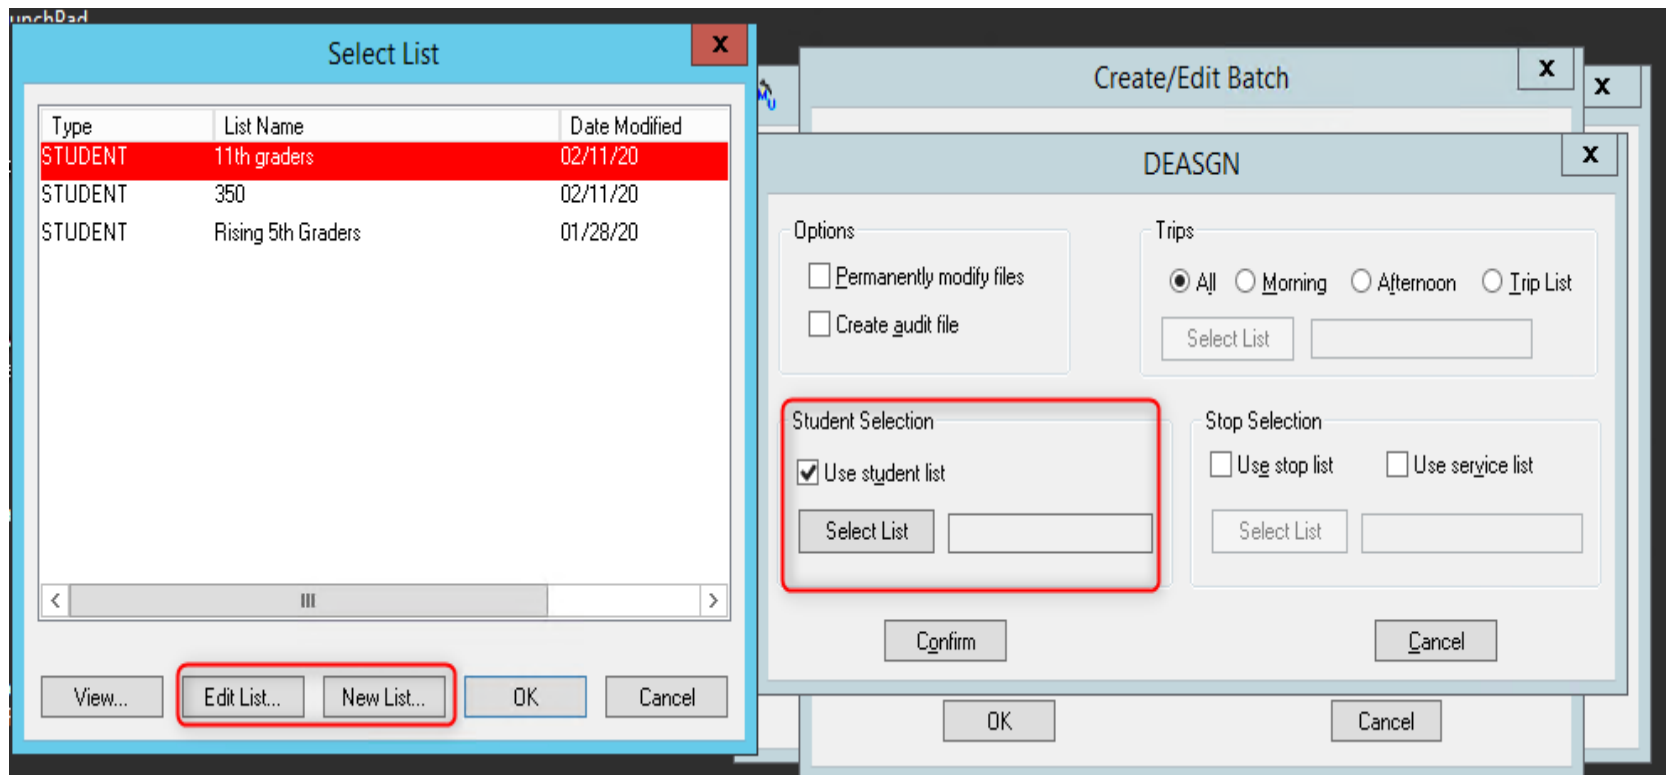 unchPad
Select List
x
Type List Name Date Modified
STUDENT 11th graders 02/11/20
STUDENT 350 02/11/20
STUDENT Rising 5th Graders 01/28/20
View... Edit List... New List... OK Cancel
Create/Edit Batch
x
x
DEASGN
x
Options
Permanently modify files
Create audit file
Trips
All Morning Afternoon Trip List
Select List
Student Selection
Use student list
Select List
Stop Selection
Use stop list Use service list
Select List
Confirm Cancel
OK Cancel